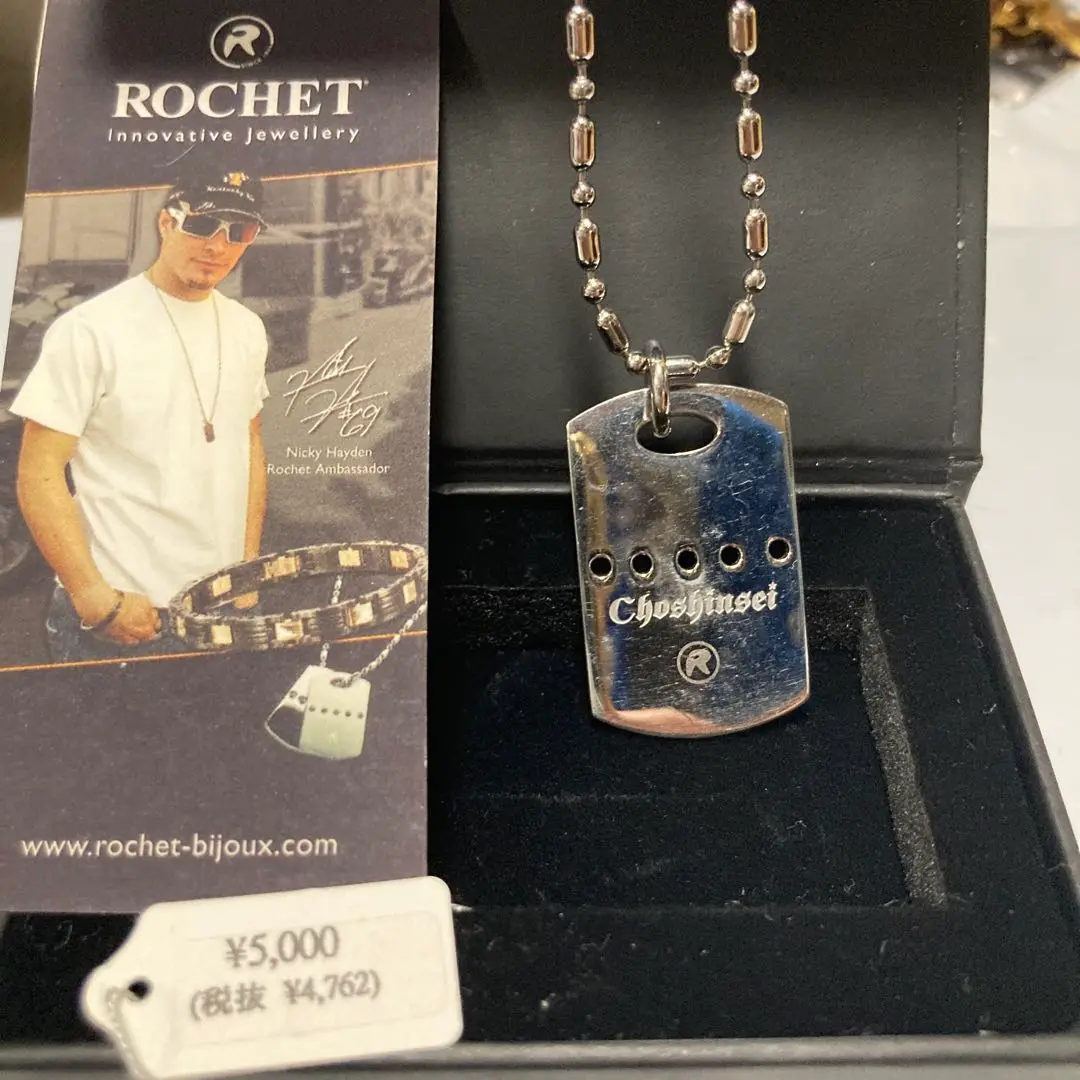 R
ROCHET
Innovative Jewellery
Nicky Hayden
Rochet Ambassador
www.rochet-bijoux.com
Choshinsei
R
¥5,000
(税抜 ¥4,762)